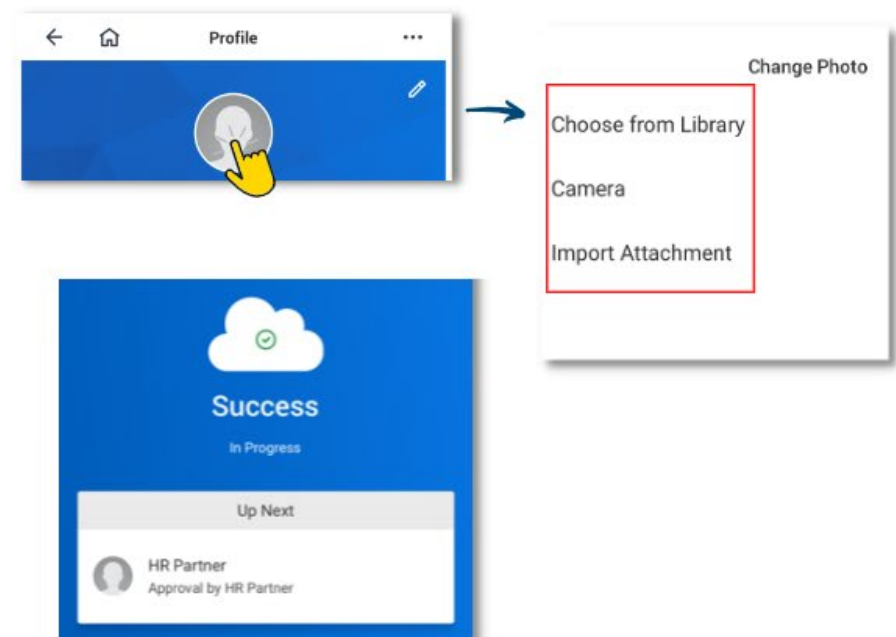 Profile
Change Photo
Choose from Library
Camera
Import Attachment
Success
In Progress
Up Next
HR Partner
Approval by HR Partner